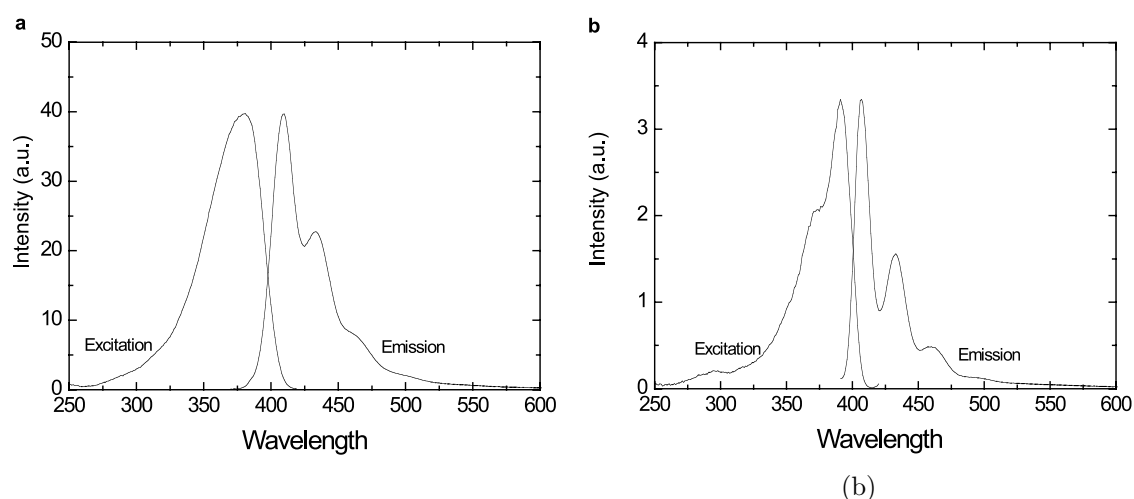 a
50
40
30
20
10
0
Intensity (a.u.)
Excitation
Emission
250 300 350 400 450 500 550 600
Wavelength
b
4
3
2
1
0
Intensity (a.u.)
Excitation
Emission
250 300 350 400 450 500 550 600
Wavelength
(b)